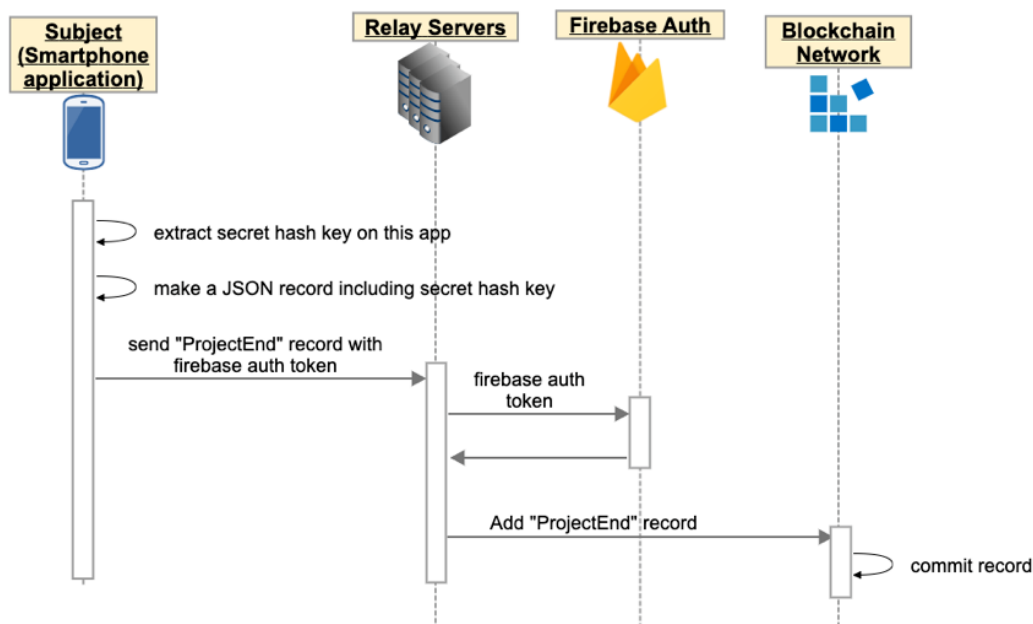 Subject
(Smartphone
application)
Relay Servers
Firebase Auth
Blockchain
Network
extract secret hash key on this app
make a JSON record including secret hash key
send "ProjectEnd" record with
firebase auth token
firebase auth
token
Add "ProjectEnd" record
commit record